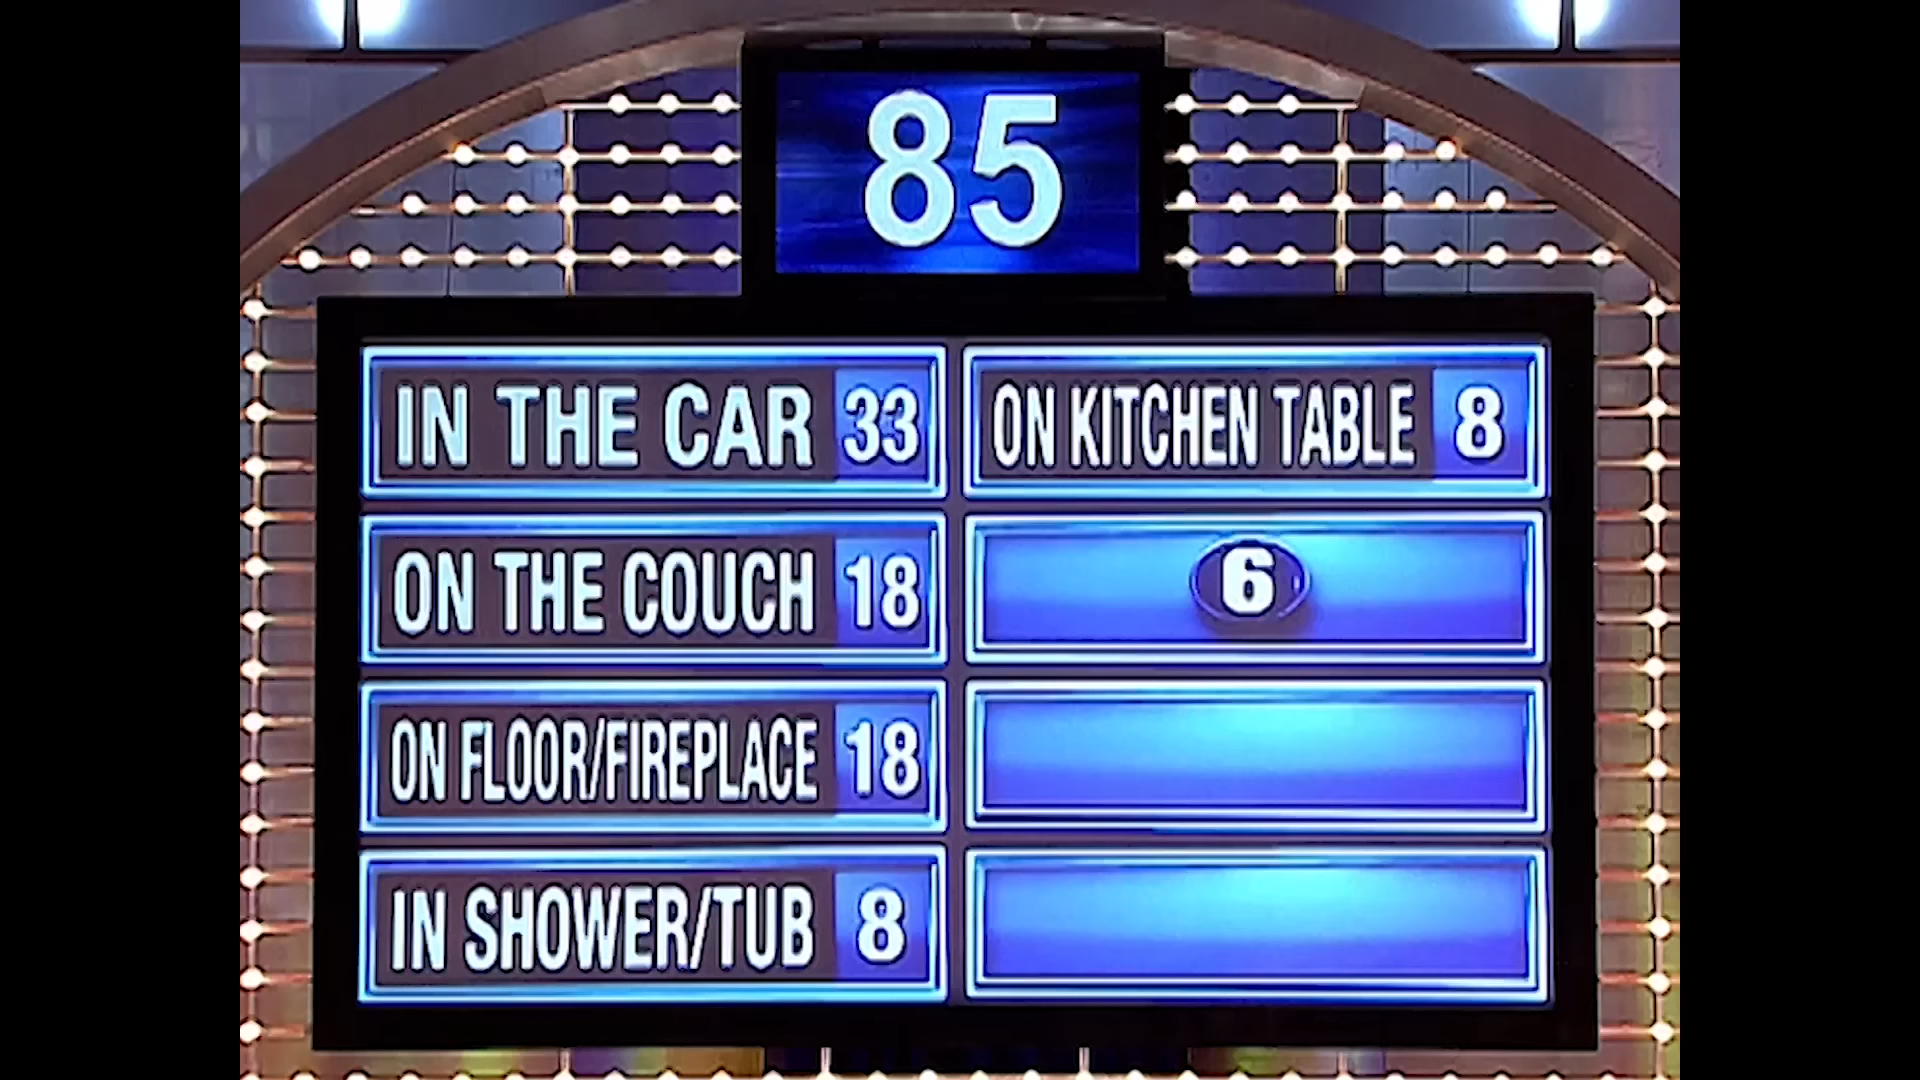 85
IN THE CAR 33
ON THE COUCH 18
ON FLOOR/FIREPLACE 18
IN SHOWER/TUB 8
ON KITCHEN TABLE 8
6